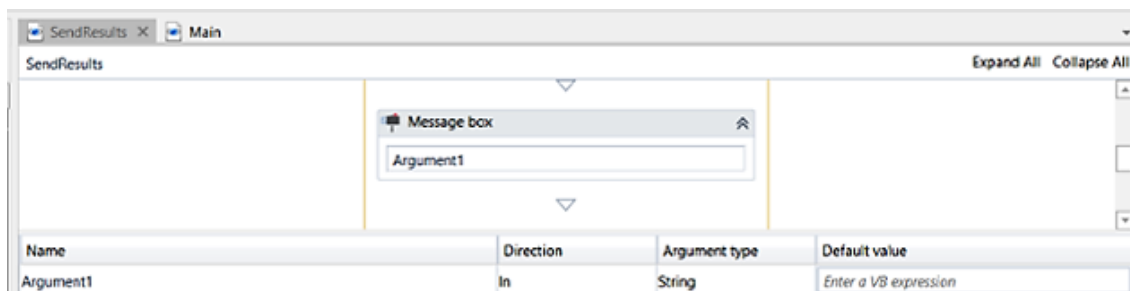 SendResults Main
SendResults Expand All Collapse All
Message box
Argument1
Name Direction Argument type Default value
Argument1 In String Enter a VB expression